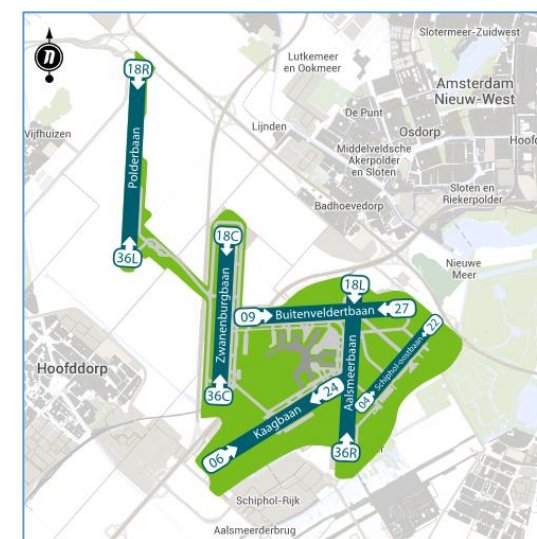 Slotermeer-Zuidwest
n
18R
Lutkemeer
en Ookmeer
Amsterdam
Nieuw-West
De Punt
Osdorp
Hoofd
Vijfhuizen
Lijnden
Middelveldsche
Akerpolder
en Sloten
Polderbaan
Sloten en
Riekerpolder
Badhoevedorp
36L
18C
Nieuwe
Meer
18L
09
Buitenveldertbaan
27
Zwanenburgbaan
22
Schiphol-oostbaan
Aalsmeerbaan
Hoofddorp
36C
24
04
Kaagbaan
06
36R
Schiphol-Rijk
Aalsmeerderbrug